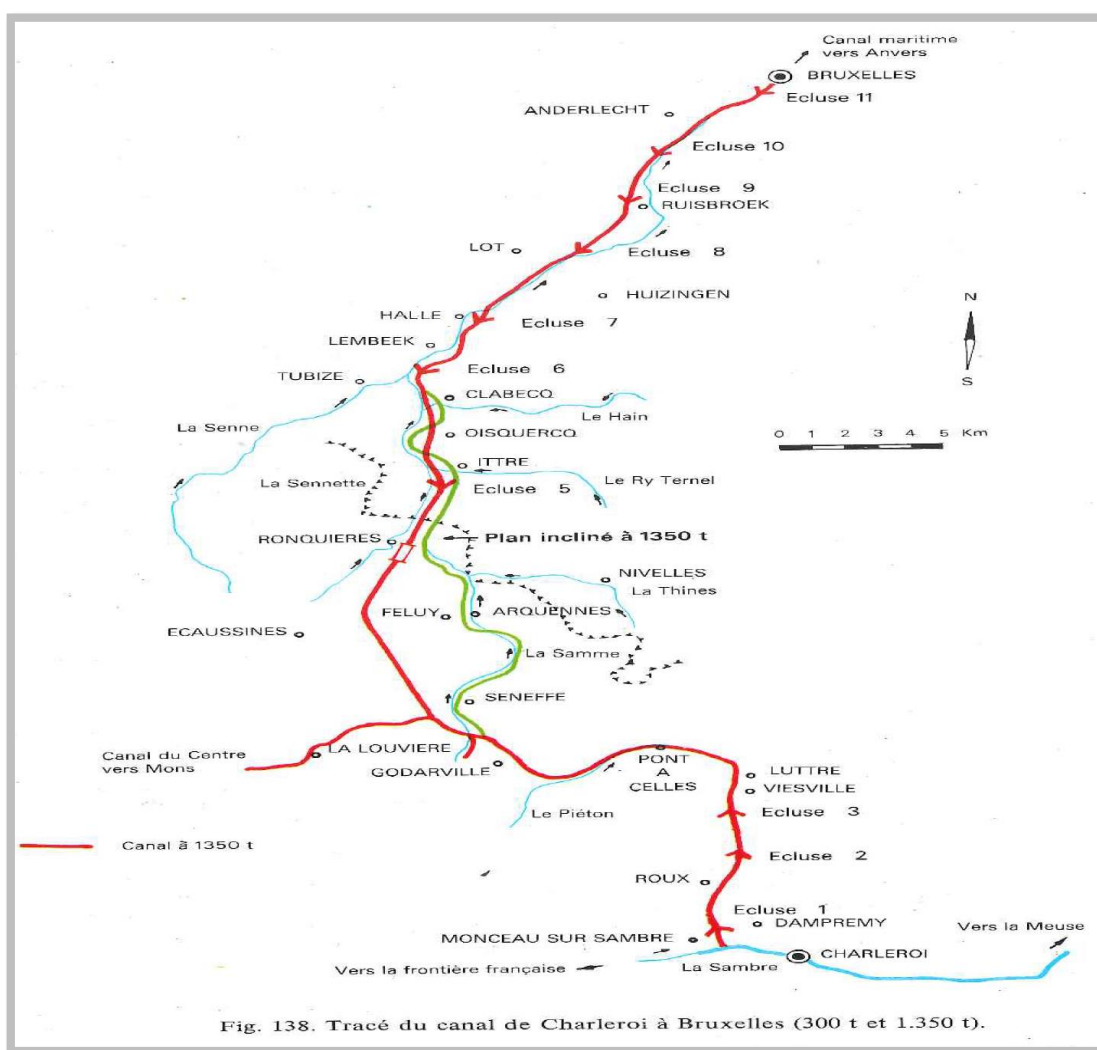 Canal maritime
vers Anvers
BRUXELLES
Ecluse 11
ANDERLECHT
Ecluse 10
Ecluse 9
RUISBROEK
LOT
Ecluse 8
HUIZINGEN
HALLE
Ecluse 7
N
S
LEMBEEK
Ecluse 6
TUBIZE
CLABECQ
Le Hain
La Senne
OISQUERCQ
0 1 2 3 4 5 Km
ITTRE
La Sennette
Ecluse 5
Le Ry Ternel
RONQUIERES
Plan incliné à 1350 t
NIVELLES
La Thines
FELUY
ARQUENNES
ECAUSSINES
La Samme
SENEFFE
Canal du Centre
vers Mons
LA LOUVIERE
GODARVILLE
PONT
A
CELLES
LUTTRE
VIESVILLE
Le Piéton
Ecluse 3
Canal à 1350 t
Ecluse 2
ROUX
Ecluse 1
DAMPREMY
MONCEAU SUR SAMBRE
Vers la Meuse
CHARLEROI
Vers la frontière française
La Sambre
Fig. 138. Tracé du canal de Charleroi à Bruxelles (300 t et 1.350 t).